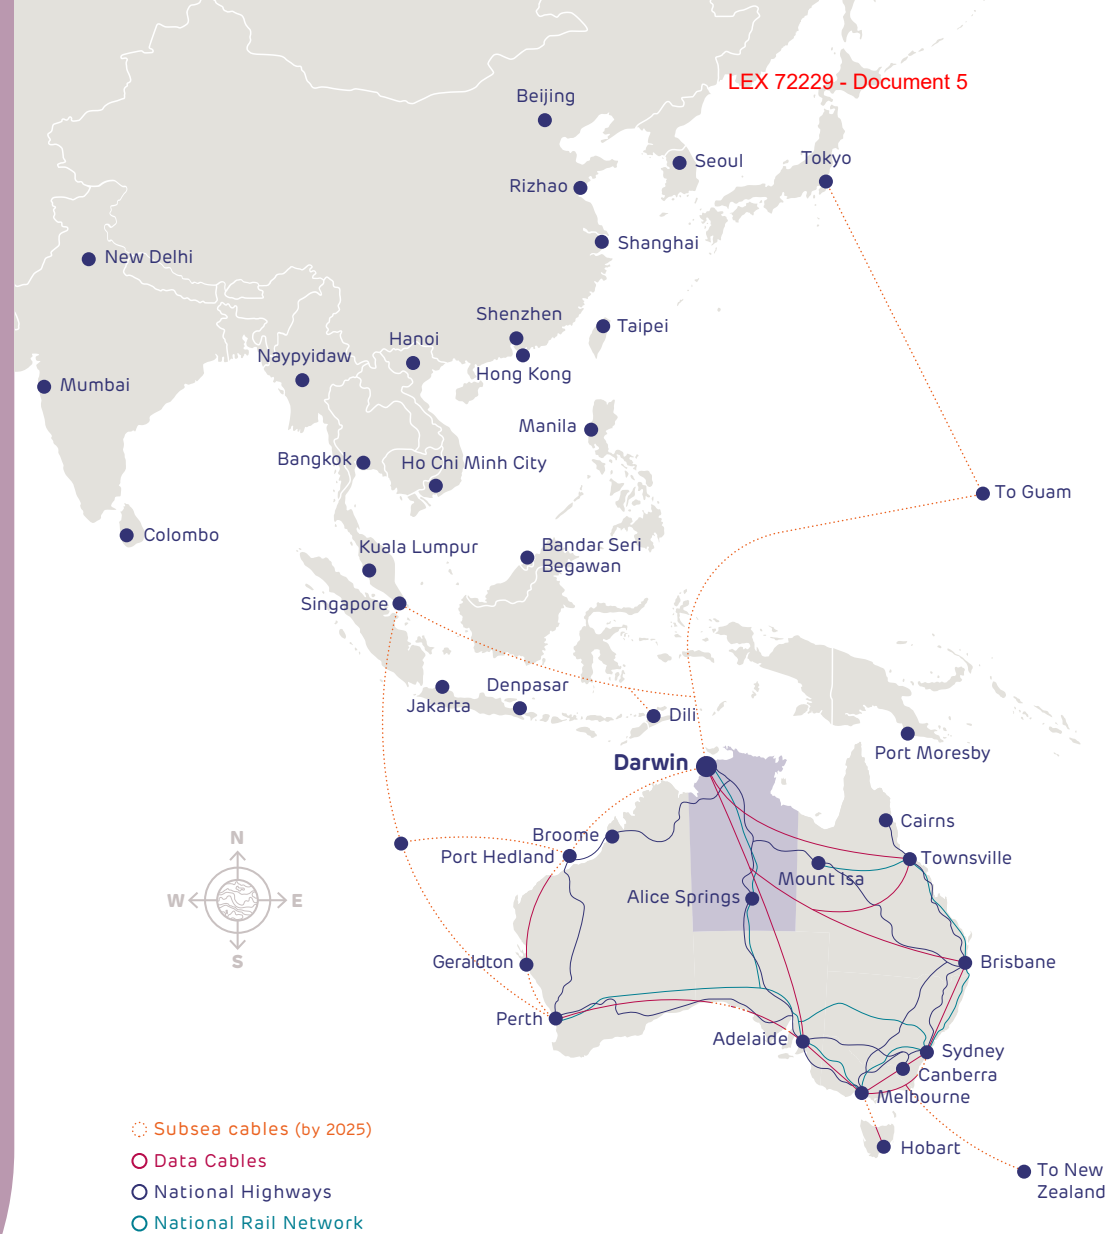 LEX 72229 - Document 5
Beijing
Seoul
Tokyo
Rizhao
Shanghai
New Delhi
Shenzhen
Taipei
Hanoi
Naypyidaw
Hong Kong
Mumbai
Manila
Bangkok
Ho Chi Minh City
To Guam
Colombo
Kuala Lumpur
Bandar Seri
Begawan
Singapore
Denpasar
Jakarta
Dili
Port Moresby
Darwin
Cairns
Broome
Port Hedland
Townsville
Mount Isa
Alice Springs
N
W
E
S
Geraldton
Brisbane
Perth
Adelaide
Sydney
Canberra
Melbourne
Hobart
To New
Zealand
Subsea cables (by 2025)
Data Cables
National Highways
National Rail Network